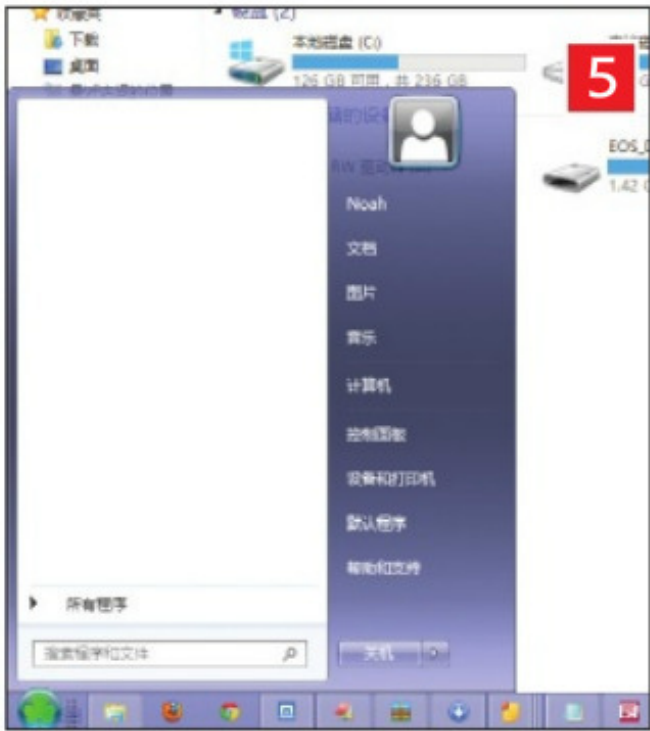 收藏夹
下载
桌面
硬盘 (2)
本地磁盘 (C:)
126 GB 可用，共 236 GB
5
EOS_D
1.42 G
Noah
文档
图片
音乐
计算机
控制面板
设备和打印机
默认程序
帮助和支持
所有程序
搜索程序和文件
关机